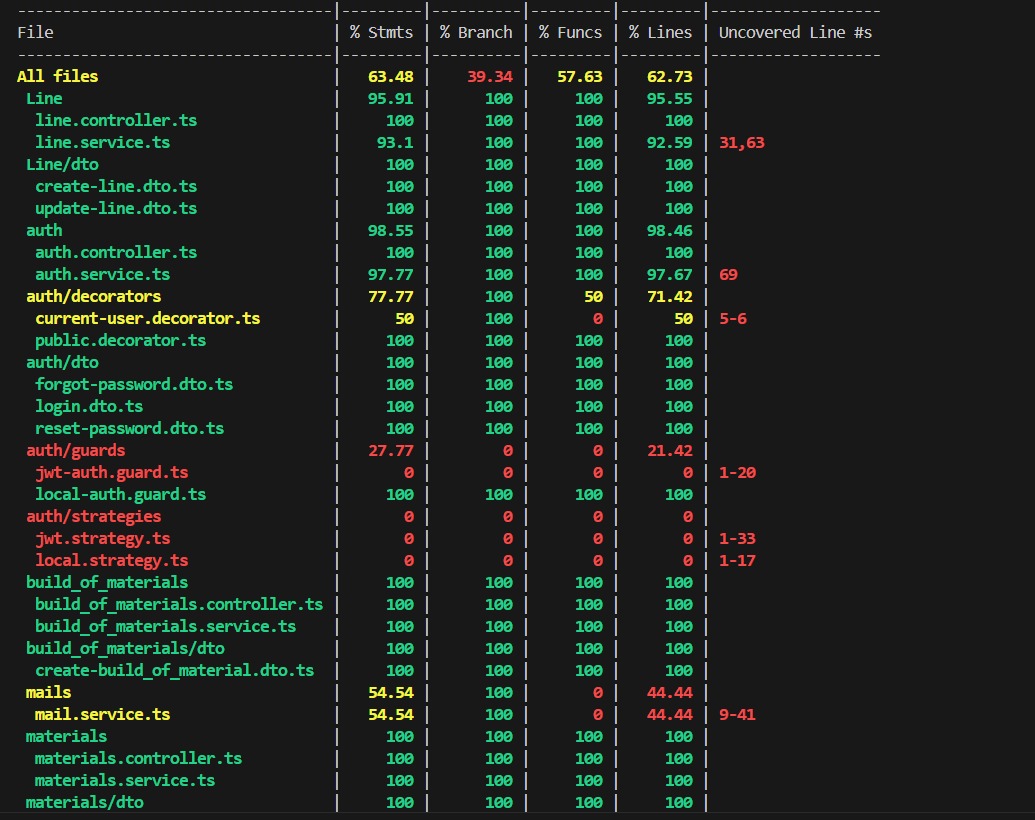 -----------------------------------|---------|----------|---------|---------|-------------------
File                               | % Stmts | % Branch | % Funcs | % Lines | Uncovered Line #s
-----------------------------------|---------|----------|---------|---------|-------------------
All files                          |   63.48 |    39.34 |   57.63 |   62.73 |
 Line                              |   95.91 |      100 |     100 |   95.55 |
  line.controller.ts               |     100 |      100 |     100 |     100 |
  line.service.ts                  |    93.1 |      100 |     100 |   92.59 | 31,63
 Line/dto                          |     100 |      100 |     100 |     100 |
  create-line.dto.ts               |     100 |      100 |     100 |     100 |
  update-line.dto.ts               |     100 |      100 |     100 |     100 |
 auth                              |   98.55 |      100 |     100 |   98.46 |
  auth.controller.ts               |     100 |      100 |     100 |     100 |
  auth.service.ts                  |   97.77 |      100 |     100 |   97.67 | 69
 auth/decorators                   |   77.77 |      100 |      50 |   71.42 |
  current-user.decorator.ts        |      50 |      100 |       0 |      50 | 5-6
  public.decorator.ts              |     100 |      100 |     100 |     100 |
 auth/dto                          |     100 |      100 |     100 |     100 |
  forgot-password.dto.ts           |     100 |      100 |     100 |     100 |
  login.dto.ts                     |     100 |      100 |     100 |     100 |
  reset-password.dto.ts            |     100 |      100 |     100 |     100 |
 auth/guards                       |   27.77 |        0 |       0 |   21.42 |
  jwt-auth.guard.ts                |       0 |        0 |       0 |       0 | 1-20
  local-auth.guard.ts              |     100 |      100 |     100 |     100 |
 auth/strategies                   |       0 |        0 |       0 |       0 |
  jwt.strategy.ts                  |       0 |        0 |       0 |       0 | 1-33
  local.strategy.ts                |       0 |        0 |       0 |       0 | 1-17
 build_of_materials                |     100 |      100 |     100 |     100 |
  build_of_materials.controller.ts |     100 |      100 |     100 |     100 |
  build_of_materials.service.ts    |     100 |      100 |     100 |     100 |
 build_of_materials/dto            |     100 |      100 |     100 |     100 |
  create-build_of_material.dto.ts  |     100 |      100 |     100 |     100 |
 mails                             |   54.54 |      100 |       0 |   44.44 |
  mail.service.ts                  |   54.54 |      100 |       0 |   44.44 | 9-41
 materials                         |     100 |      100 |     100 |     100 |
  materials.controller.ts          |     100 |      100 |     100 |     100 |
  materials.service.ts             |     100 |      100 |     100 |     100 |
 materials/dto                     |     100 |      100 |     100 |     100 |